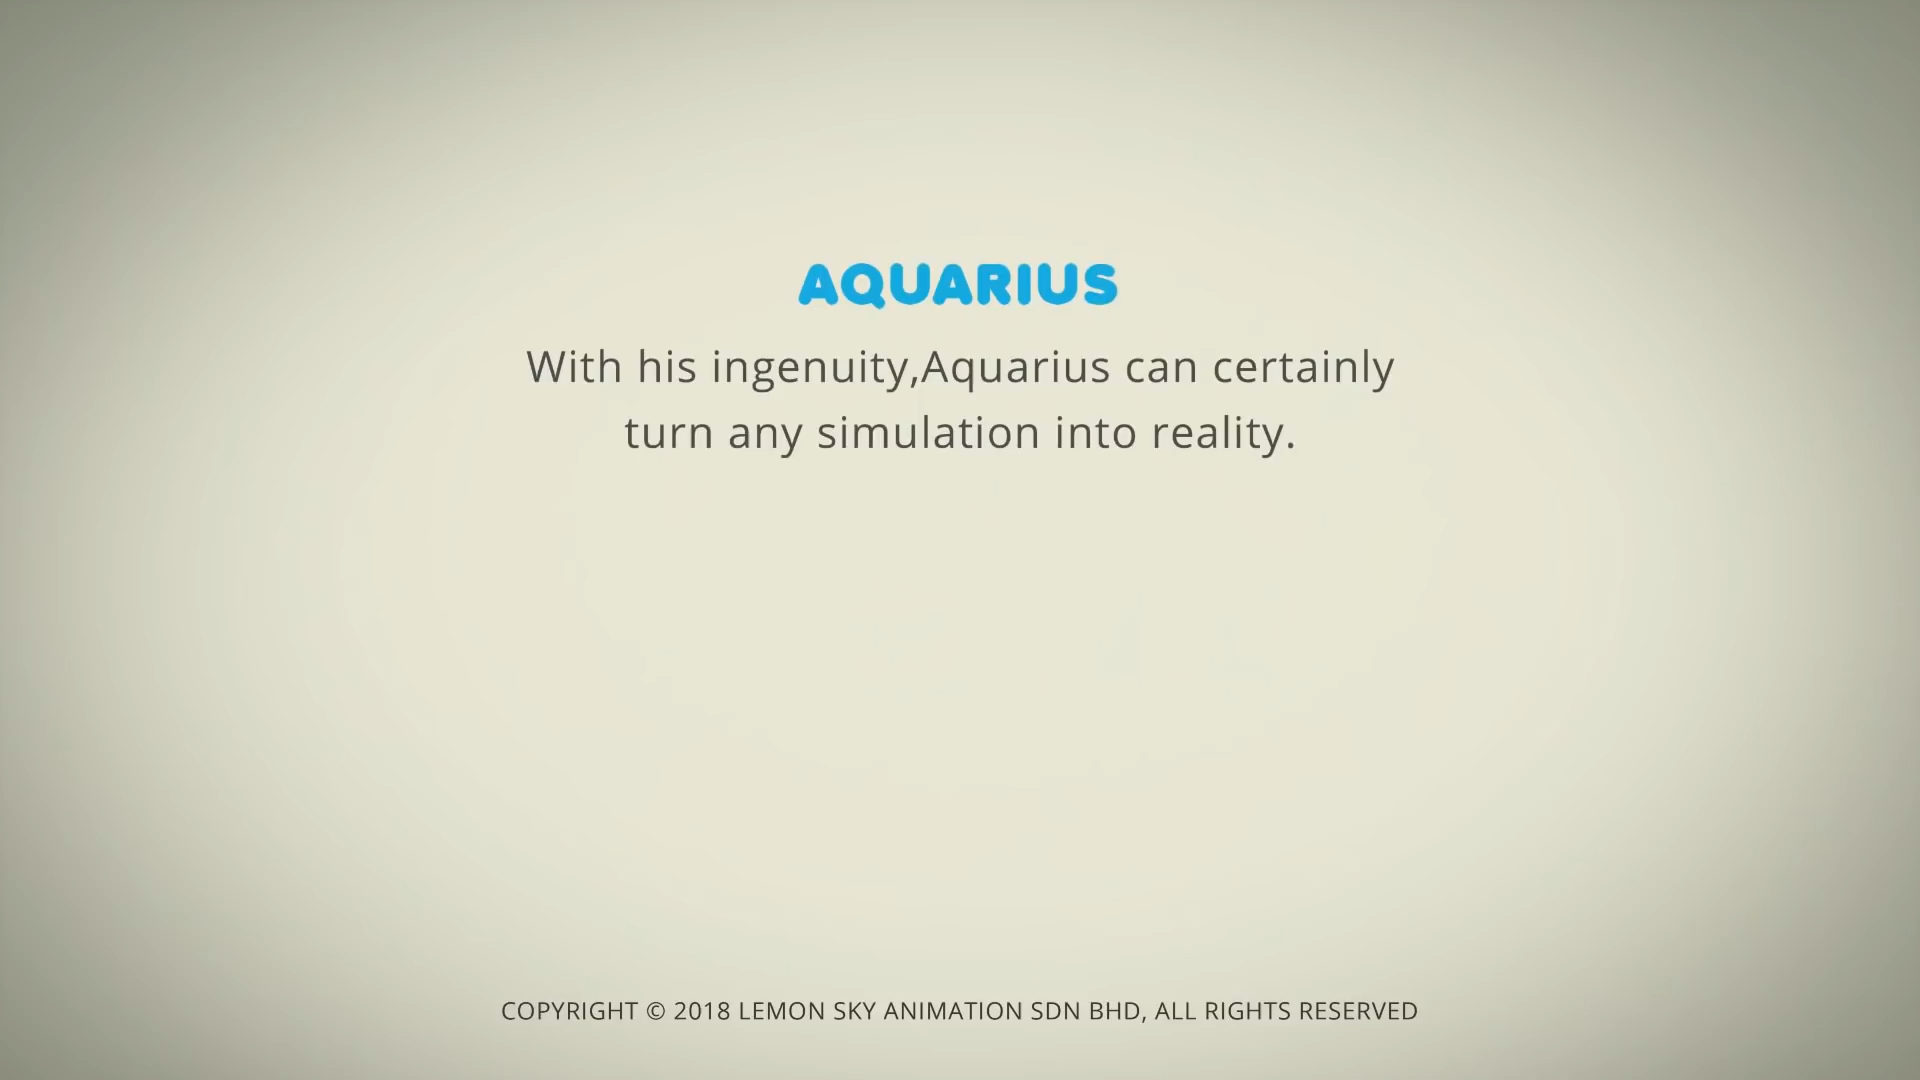 AQUARIUS
With his ingenuity,Aquarius can certainly
turn any simulation into reality.
COPYRIGHT © 2018 LEMON SKY ANIMATION SDN BHD, ALL RIGHTS RESERVED